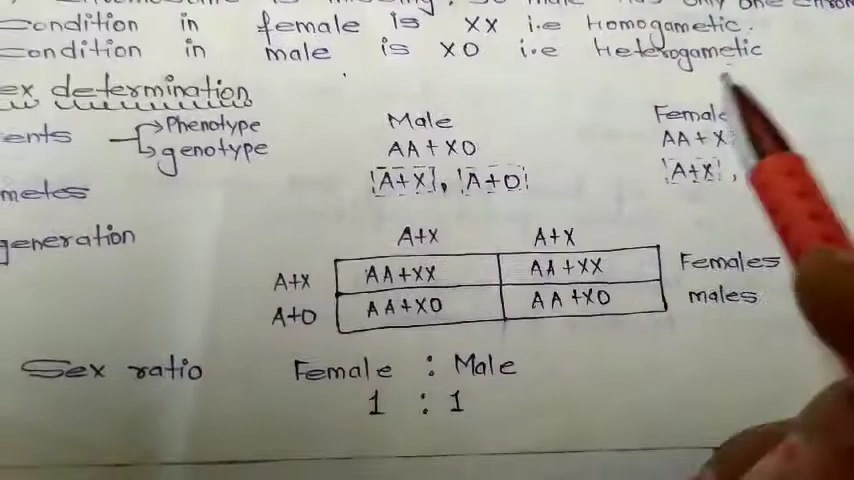 Condition in female is XX i.e Homogametic.
Condition in male is XO i.e Heterogametic
ex determination
ents Phenotype Male Female
genotype AA+XO AA+X
metes A+X, A+O A+X,
generation A+X A+X
A+X AA+XX AA+XX Females
A+O AA+XO AA+XO males
Sex ratio Female : Male
1 : 1